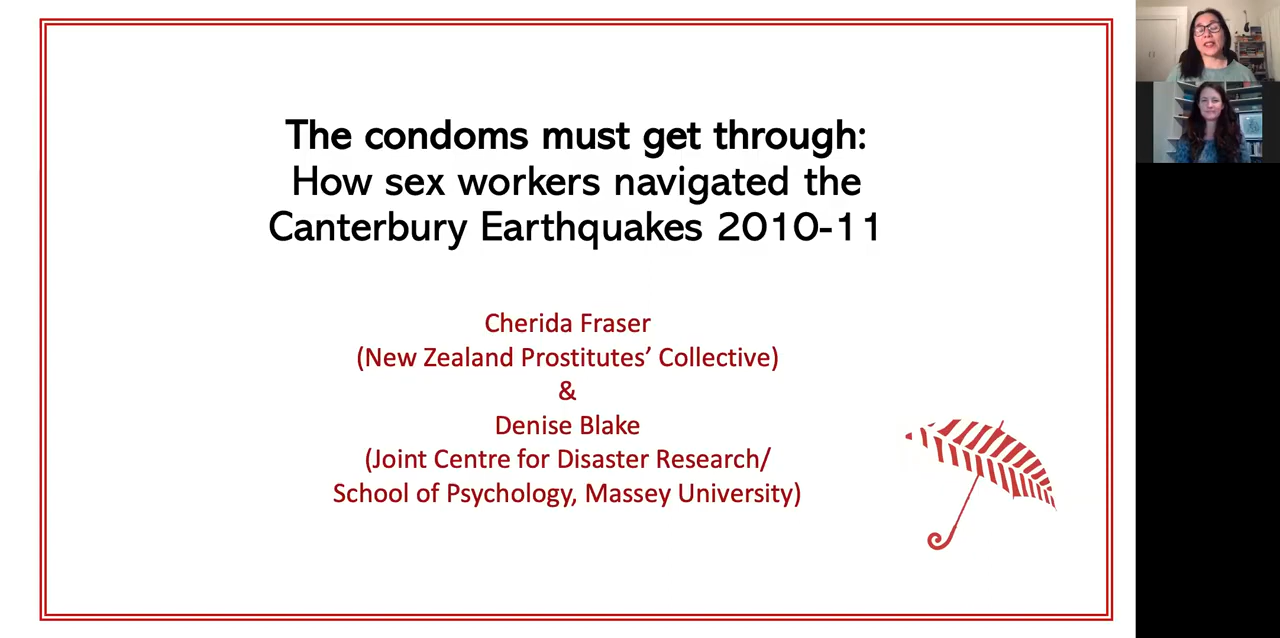 The condoms must get through:
How sex workers navigated the
Canterbury Earthquakes 2010-11
Cherida Fraser
(New Zealand Prostitutes’ Collective)
&
Denise Blake
(Joint Centre for Disaster Research/
School of Psychology, Massey University)